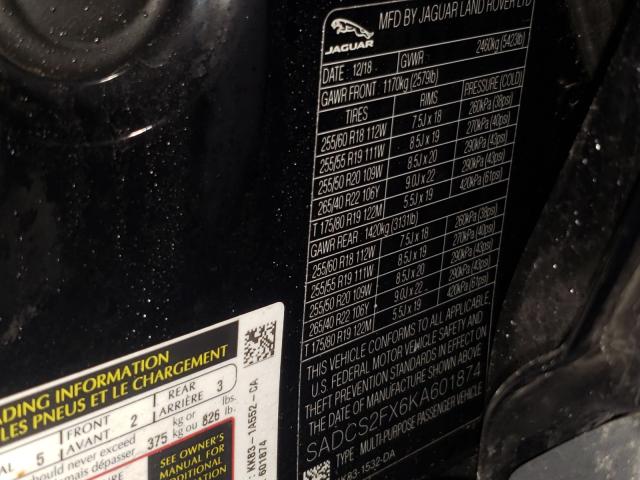 JAGUAR
MFD BY JAGUAR LAND ROVER LTD
DATE : 12/18 GVWR 2460kg (5423lb)
GAWR FRONT : 1170kg (2579lb)
TIRES RIMS PRESSURE (COLD)
255/60 R18 112W 7.5J x 18 260kPa (38psi)
255/55 R19 111W 8.5J x 19 270kPa (40psi)
255/50 R20 109W 8.5J x 20 290kPa (43psi)
265/40 R22 106Y 9.0J x 22 290kPa (43psi)
T 175/80 R19 122M 5.5J x 19 420kPa (61psi)
GAWR REAR : 1420kg (3131lb)
255/60 R18 112W 7.5J x 18 260kPa (38psi)
255/55 R19 111W 8.5J x 19 270kPa (40psi)
255/50 R20 109W 8.5J x 20 290kPa (43psi)
265/40 R22 106Y 9.0J x 22 290kPa (43psi)
T 175/80 R19 122M 5.5J x 19 420kPa (61psi)
THIS VEHICLE CONFORMS TO ALL APPLICABLE
U.S. FEDERAL MOTOR VEHICLE SAFETY AND
THEFT PREVENTION STANDARDS IN EFFECT ON
THE DATE OF MANUFACTURE SHOWN ABOVE
SADCS2FX6KA601874
TYPE : MULTI-PURPOSE PASSENGER VEHICLE
KK83-1532-DA
ADING INFORMATION
LES PNEUS ET LE CHARGEMENT
AL 5 FRONT AVANT 2 REAR ARRIÈRE 3
should never exceed
mais dépasser 375 kg or kg ou 826 lbs. lb.
SEE OWNER'S
MANUAL FOR
ADDITIONAL
KK83-1A552-CA
601874